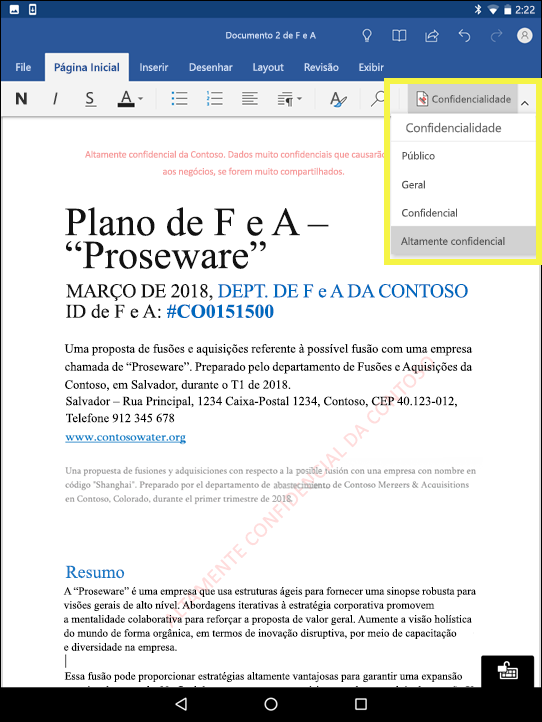 2:22
Documento 2 de F e A
File
Página Inicial
Inserir
Desenhar
Layout
Revisão
Exibir
N I S A
Confidencialidade
Confidencialidade
Público
Geral
Confidencial
Altamente confidencial
Altamente confidencial da Contoso. Dados muito confidenciais que causarão
aos negócios, se forem muito compartilhados.
Plano de F e A –
“Proseware”
MARÇO DE 2018, DEPT. DE F e A DA CONTOSO
ID de F e A: #CO0151500
Uma proposta de fusões e aquisições referente à possível fusão com uma empresa
chamada de “Proseware”. Preparado pelo departamento de Fusões e Aquisições da
Contoso, em Salvador, durante o T1 de 2018.
Salvador – Rua Principal, 1234 Caixa-Postal 1234, Contoso, CEP 40.123-012,
Telefone 912 345 678
www.contosowater.org
Una propuesta de fusiones y adquisiciones con respecto a la posible fusión con una empresa con nombre en
código "Shanghai". Preparado por el departamento de abastecimiento de Contoso Mergers & Acquisitions
en Contoso, Colorado, durante el primer trimestre de 2018.
ALTAMENTE CONFIDENCIAL DA CONTOSO
Resumo
A “Proseware” é uma empresa que usa estruturas ágeis para fornecer uma sinopse robusta para
visões gerais de alto nível. Abordagens iterativas à estratégia corporativa promovem
a mentalidade colaborativa para reforçar a proposta de valor geral. Aumente a visão holística
do mundo de forma orgânica, em termos de inovação disruptiva, por meio de capacitação
e diversidade na empresa.
Essa fusão pode proporcionar estratégias altamente vantajosas para garantir uma expansão